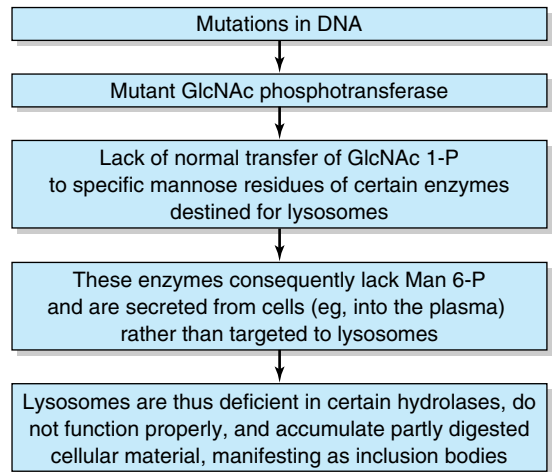 Mutations in DNA
Mutant GlcNAc phosphotransferase
Lack of normal transfer of GlcNAc 1-P
to specific mannose residues of certain enzymes
destined for lysosomes
These enzymes consequently lack Man 6-P
and are secreted from cells (eg, into the plasma)
rather than targeted to lysosomes
Lysosomes are thus deficient in certain hydrolases, do
not function properly, and accumulate partly digested
cellular material, manifesting as inclusion bodies